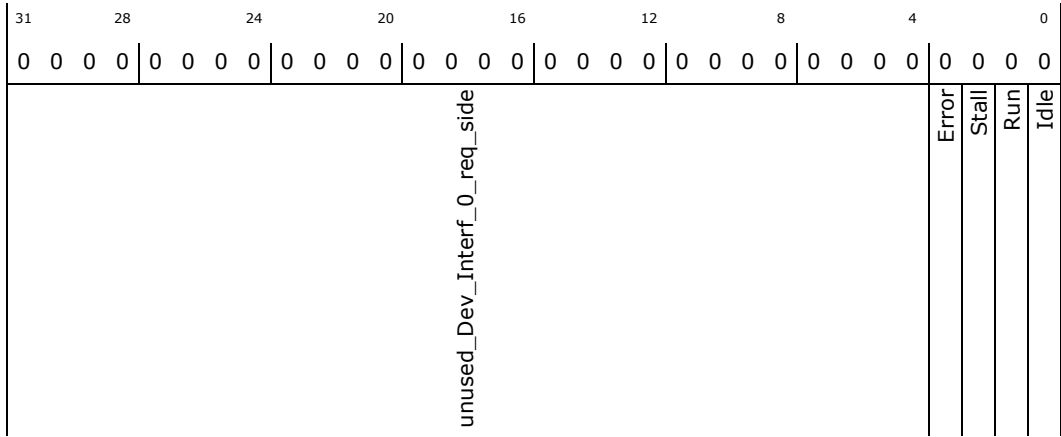 31 28 24 20 16 12 8 4 0
0 0 0 0 0 0 0 0 0 0 0 0 0 0 0 0 0 0 0 0 0 0 0 0 0 0 0 0 0 0 0 0
unused_Dev_Interf_0_req_side
Error
Stall
Run
Idle